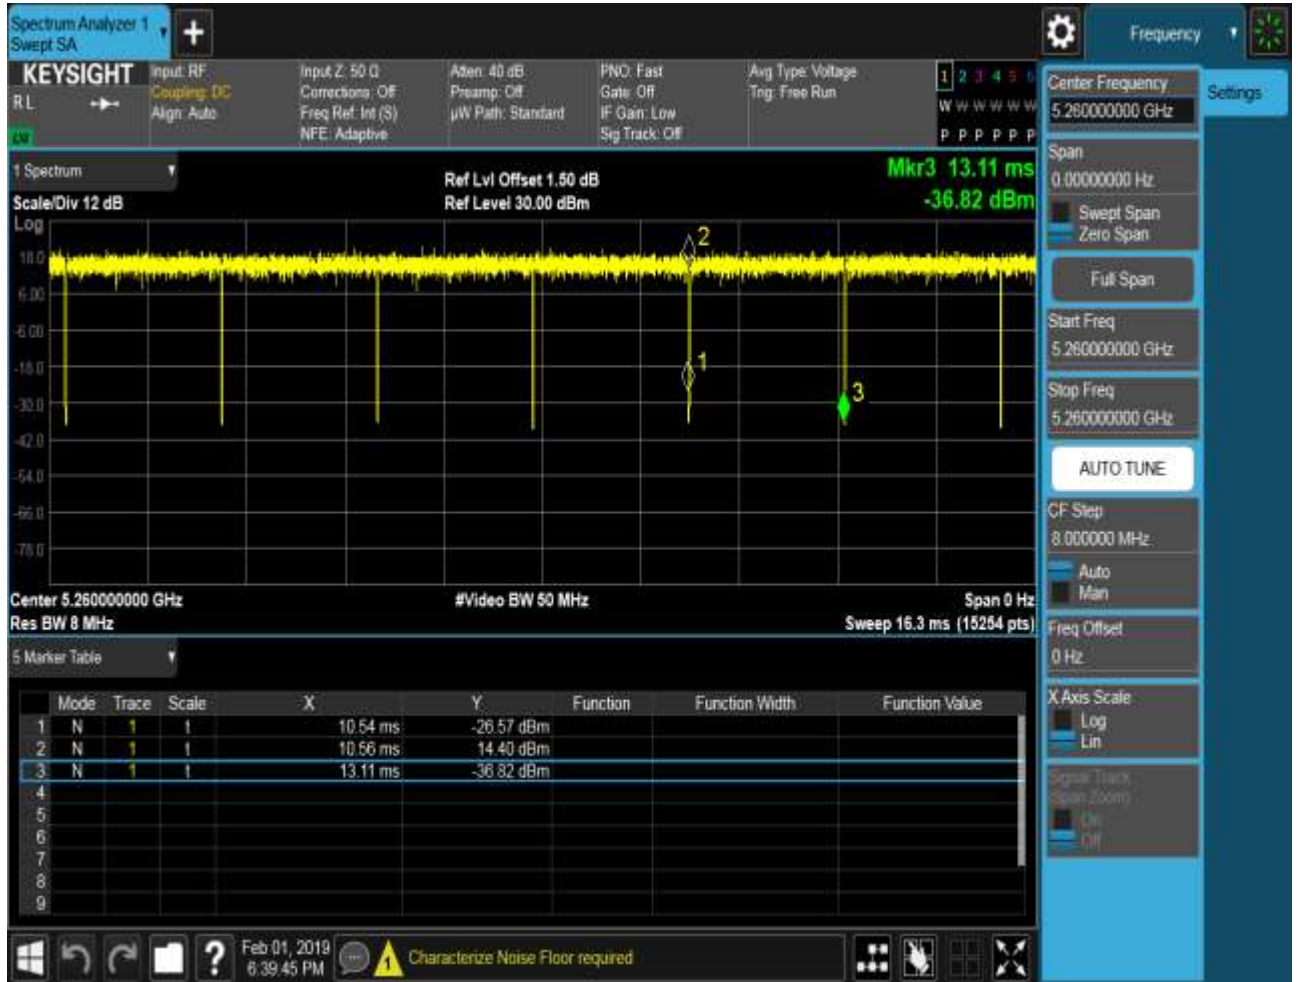 Spectrum Analyzer 1
Swept SA
+
Frequency
KEYSIGHT
RL
Input: RF
Coupling: DC
Align: Auto
Input Z: 50 Ω
Corrections: Off
Freq Ref: Int (S)
NFE: Adaptive
Atten: 40 dB
Preamp: Off
µW Path: Standard
PNO: Fast
Gate: Off
IF Gain: Low
Sig Track: Off
Avg Type: Voltage
Trig: Free Run
1 2 3 4 5 6
W W W W W W
P P P P P P
1 Spectrum
Scale/Div 12 dB
Ref Lvl Offset 1.50 dB
Ref Level 30.00 dBm
Mkr3 13.11 ms
-36.82 dBm
Log
18.0
6.00
-6.00
-18.0
-30.0
-42.0
-54.0
-66.0
-78.0
2
1
3
Center 5.260000000 GHz
Res BW 8 MHz
#Video BW 50 MHz
Span 0 Hz
Sweep 16.3 ms (15254 pts)
5 Marker Table
Mode Trace Scale X Y Function Function Width Function Value
1 N 1 t 10.54 ms -26.57 dBm
2 N 1 t 10.56 ms 14.40 dBm
3 N 1 t 13.11 ms -36.82 dBm
4
5
6
7
8
9
Feb 01, 2019
6:39:45 PM
?
1
Characterize Noise Floor required
Center Frequency
5.260000000 GHz
Settings
Span
0.00000000 Hz
Swept Span
Zero Span
Full Span
Start Freq
5.260000000 GHz
Stop Freq
5.260000000 GHz
AUTO TUNE
CF Step
8.000000 MHz
Auto
Man
Freq Offset
0 Hz
X Axis Scale
Log
Lin
Signal Track
(Span Zoom)
On
Off